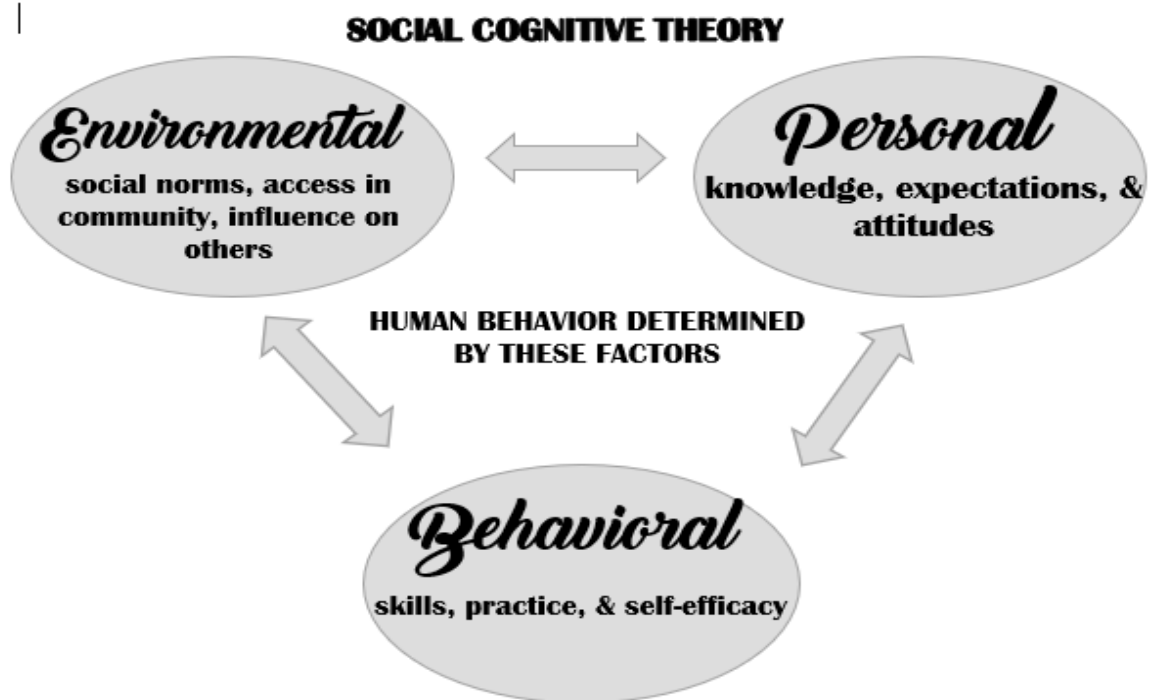 SOCIAL COGNITIVE THEORY
Environmental
social norms, access in
community, influence on
others
Personal
knowledge, expectations, &
attitudes
HUMAN BEHAVIOR DETERMINED
BY THESE FACTORS
Behavioral
skills, practice, & self-efficacy